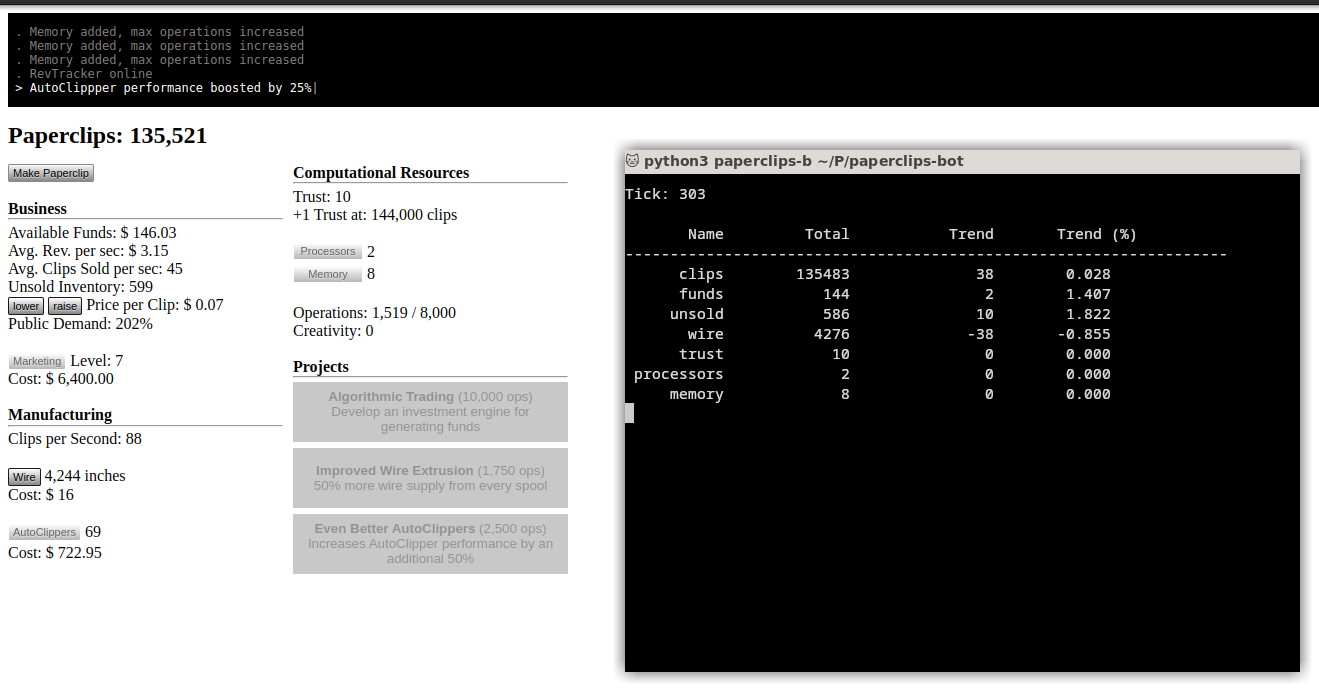 . Memory added, max operations increased
. Memory added, max operations increased
. Memory added, max operations increased
. RevTracker online
> AutoClippper performance boosted by 25%|
Paperclips: 135,521
Make Paperclip
Business
Available Funds: $ 146.03
Avg. Rev. per sec: $ 3.15
Avg. Clips Sold per sec: 45
Unsold Inventory: 599
lower raise Price per Clip: $ 0.07
Public Demand: 202%
Marketing Level: 7
Cost: $ 6,400.00
Manufacturing
Clips per Second: 88
Wire 4,244 inches
Cost: $ 16
AutoClippers 69
Cost: $ 722.95
Computational Resources
Trust: 10
+1 Trust at: 144,000 clips
Processors 2
Memory 8
Operations: 1,519 / 8,000
Creativity: 0
Projects
Algorithmic Trading (10,000 ops)
Develop an investment engine for
generating funds
Improved Wire Extrusion (1,750 ops)
50% more wire supply from every spool
Even Better AutoClippers (2,500 ops)
Increases AutoClipper performance by an
additional 50%
python3 paperclips-b ~/P/paperclips-bot
Tick: 303
Name Total Trend Trend (%)
-------------------------------------------------------------------
clips 135483 38 0.028
funds 144 2 1.407
unsold 586 10 1.822
wire 4276 -38 -0.855
trust 10 0 0.000
processors 2 0 0.000
memory 8 0 0.000